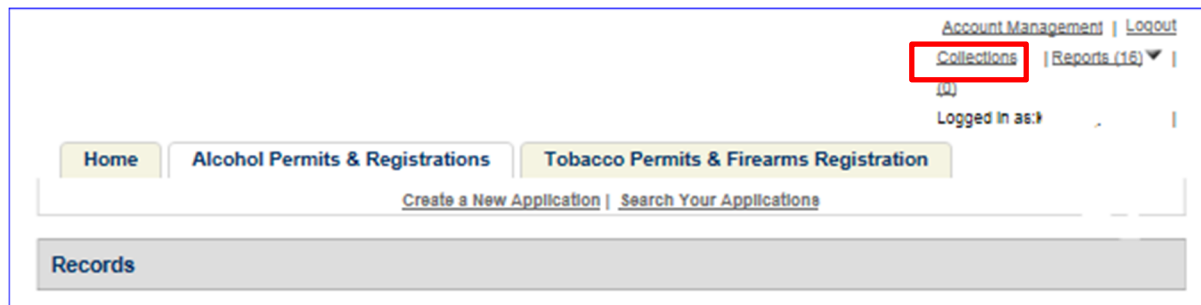 Account Management | Logout
Collections | Reports (16) |
(0)
Logged in as: |
Home Alcohol Permits & Registrations Tobacco Permits & Firearms Registration
Create a New Application | Search Your Applications
Records